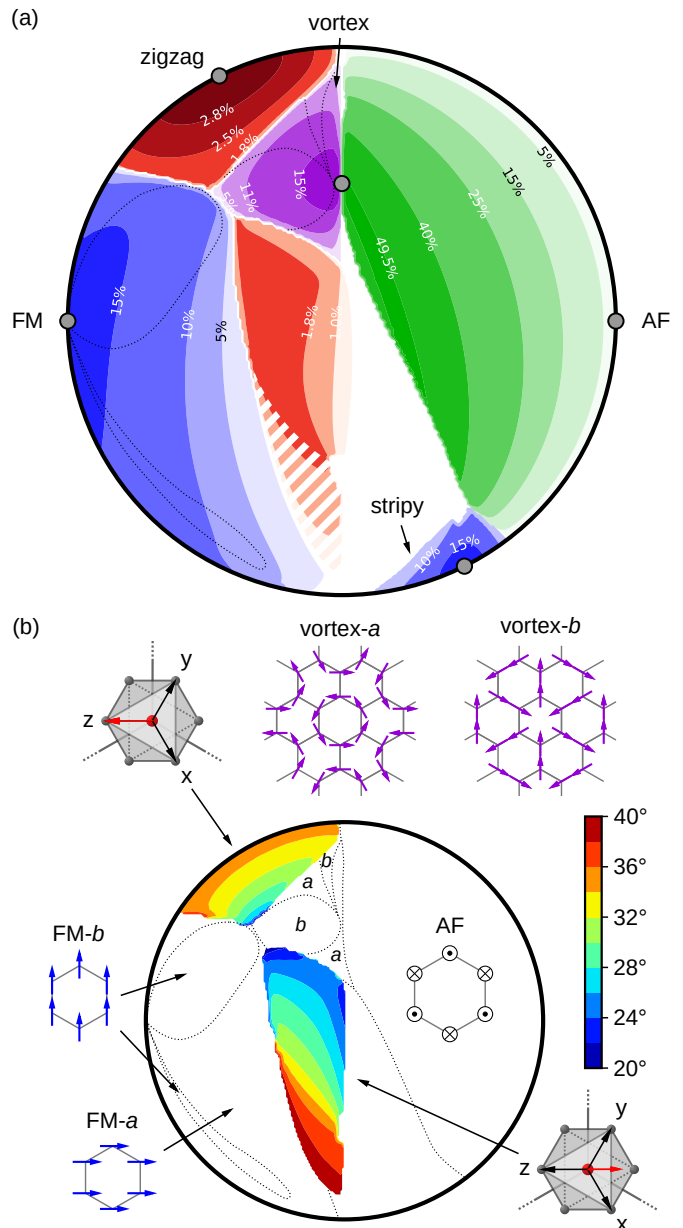 (a)
vortex
zigzag
2.8%
2.5%
1.8%
5%
15%
5%
11%
15%
25%
40%
49.5%
FM
AF
15%
10%
5%
1.8%
1.0%
stripy
10%
15%
(b)
vortex-a
vortex-b
y
z
x
40°
36°
32°
28°
24°
20°
b
a
b
a
FM-b
AF
FM-a
y
z
x